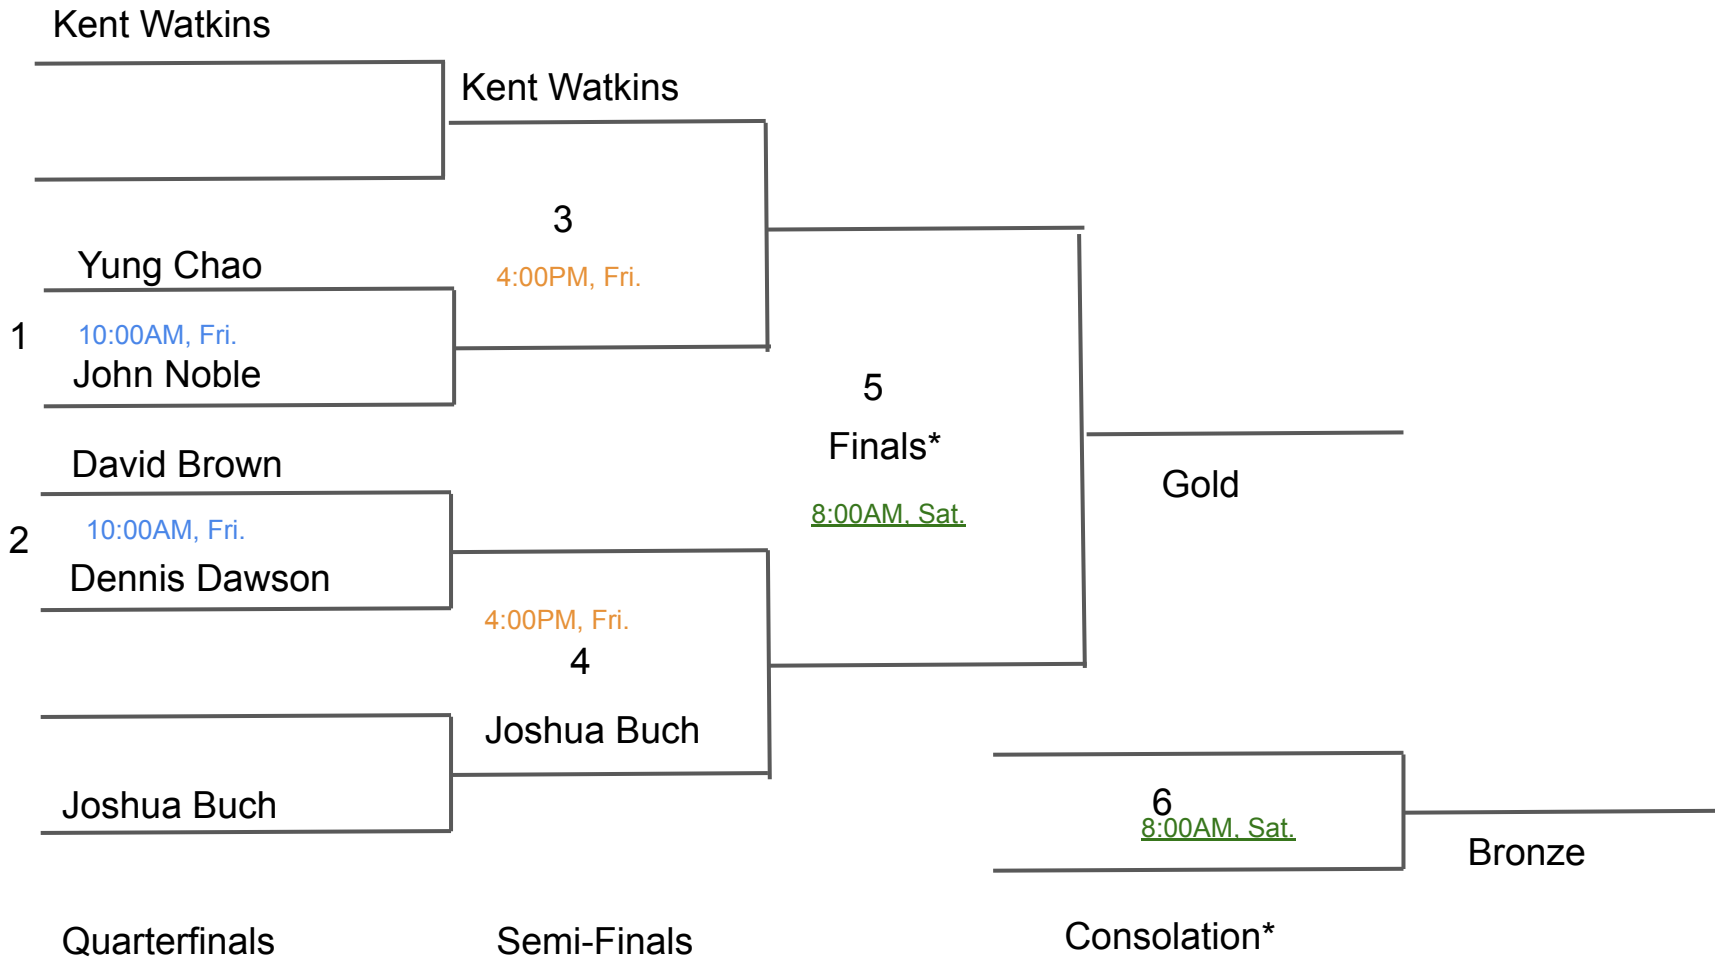 Kent Watkins
Kent Watkins
3
4:00PM, Fri.
Yung Chao
1
10:00AM, Fri.
John Noble
5
Finals*
8:00AM, Sat.
Gold
David Brown
2
10:00AM, Fri.
Dennis Dawson
4:00PM, Fri.
4
Joshua Buch
Joshua Buch
6
8:00AM, Sat.
Bronze
Quarterfinals
Semi-Finals
Consolation*